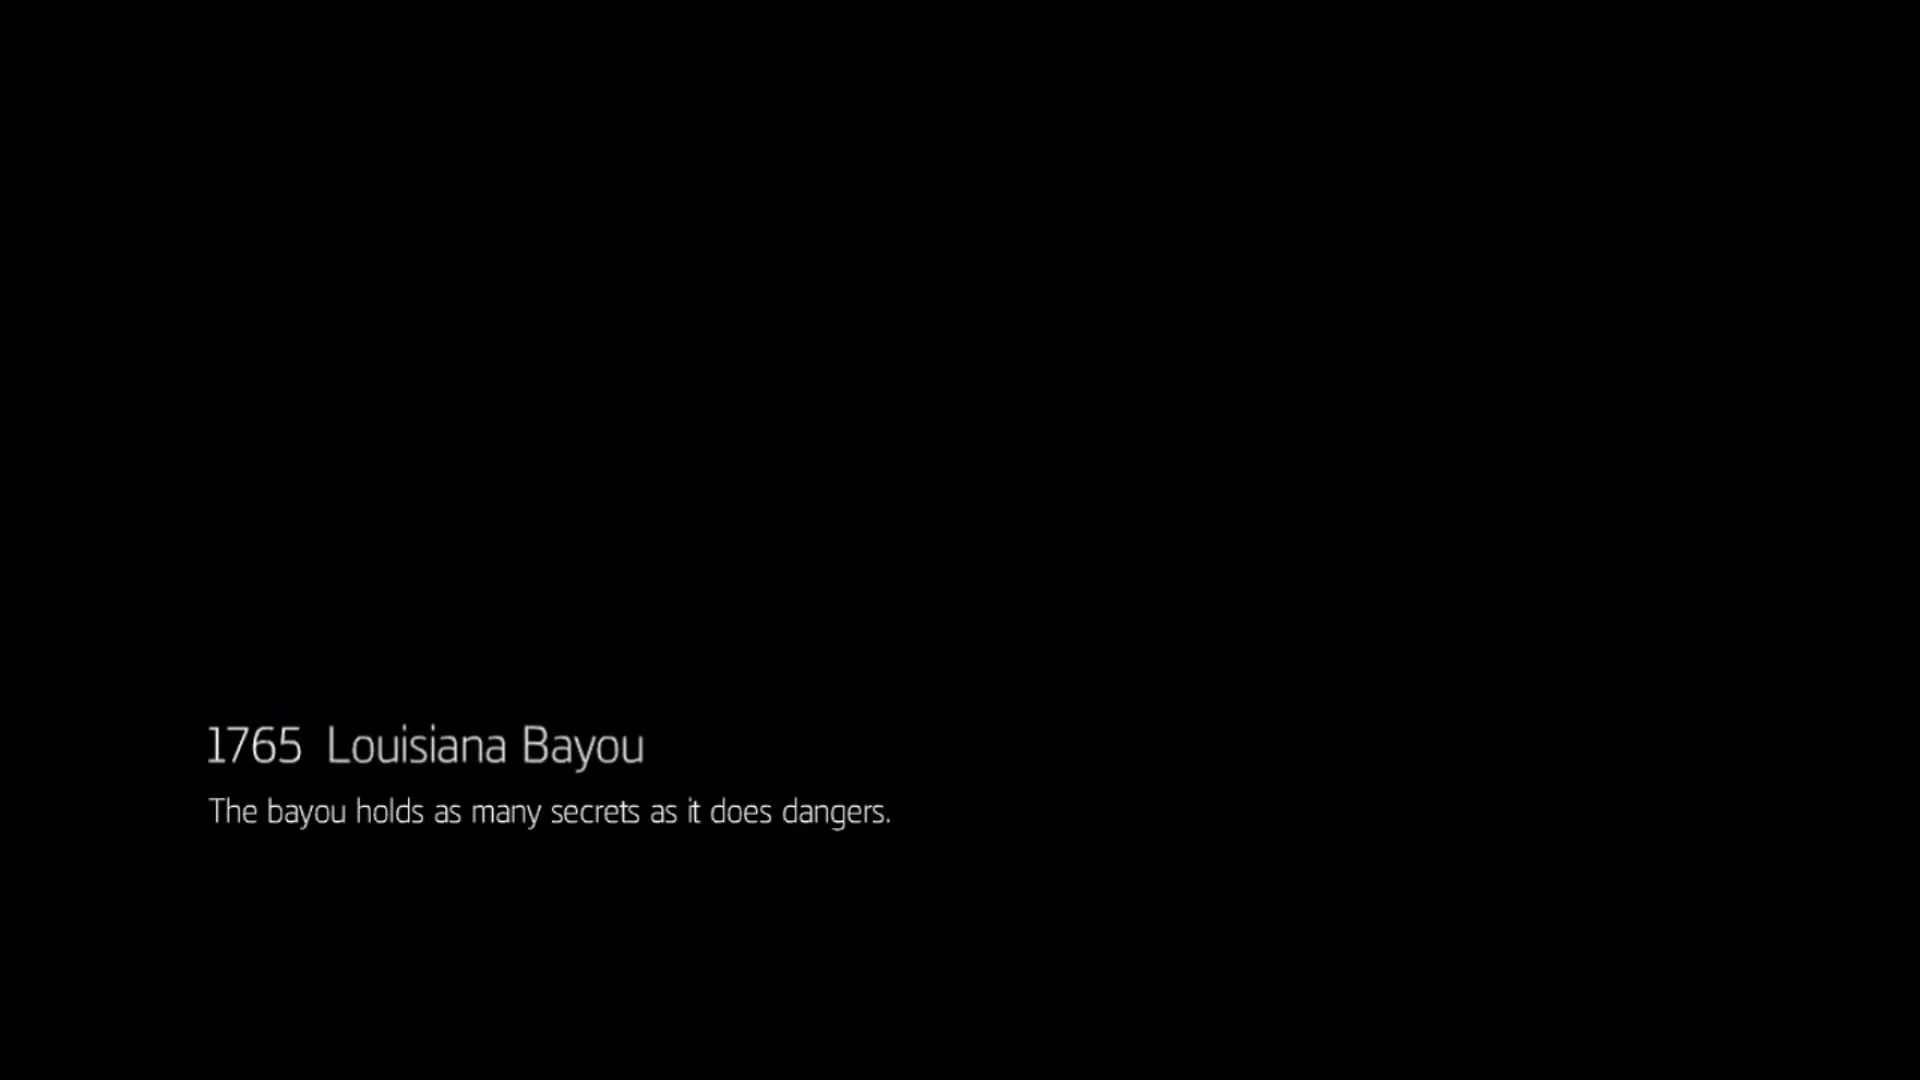 1765 Louisiana Bayou
The bayou holds as many secrets as it does dangers.